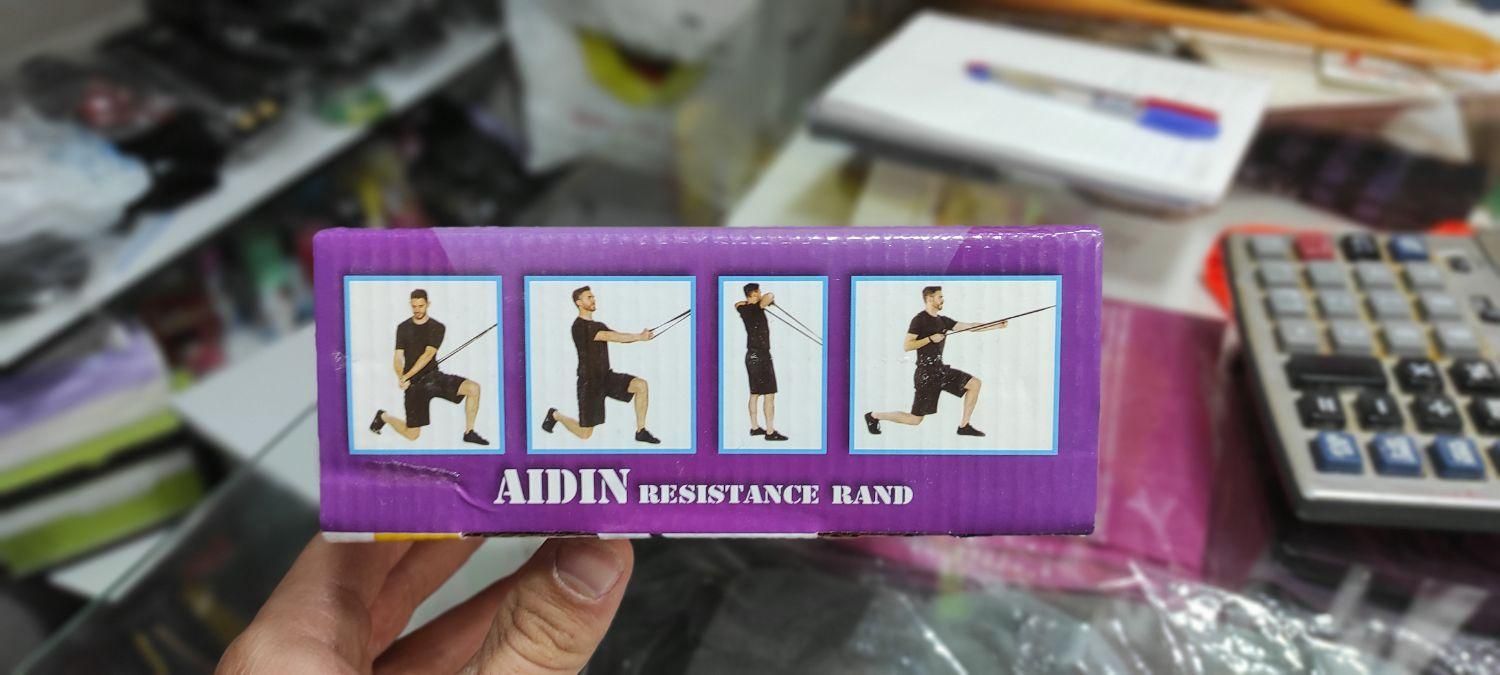 AIDIN RESISTANCE RAND